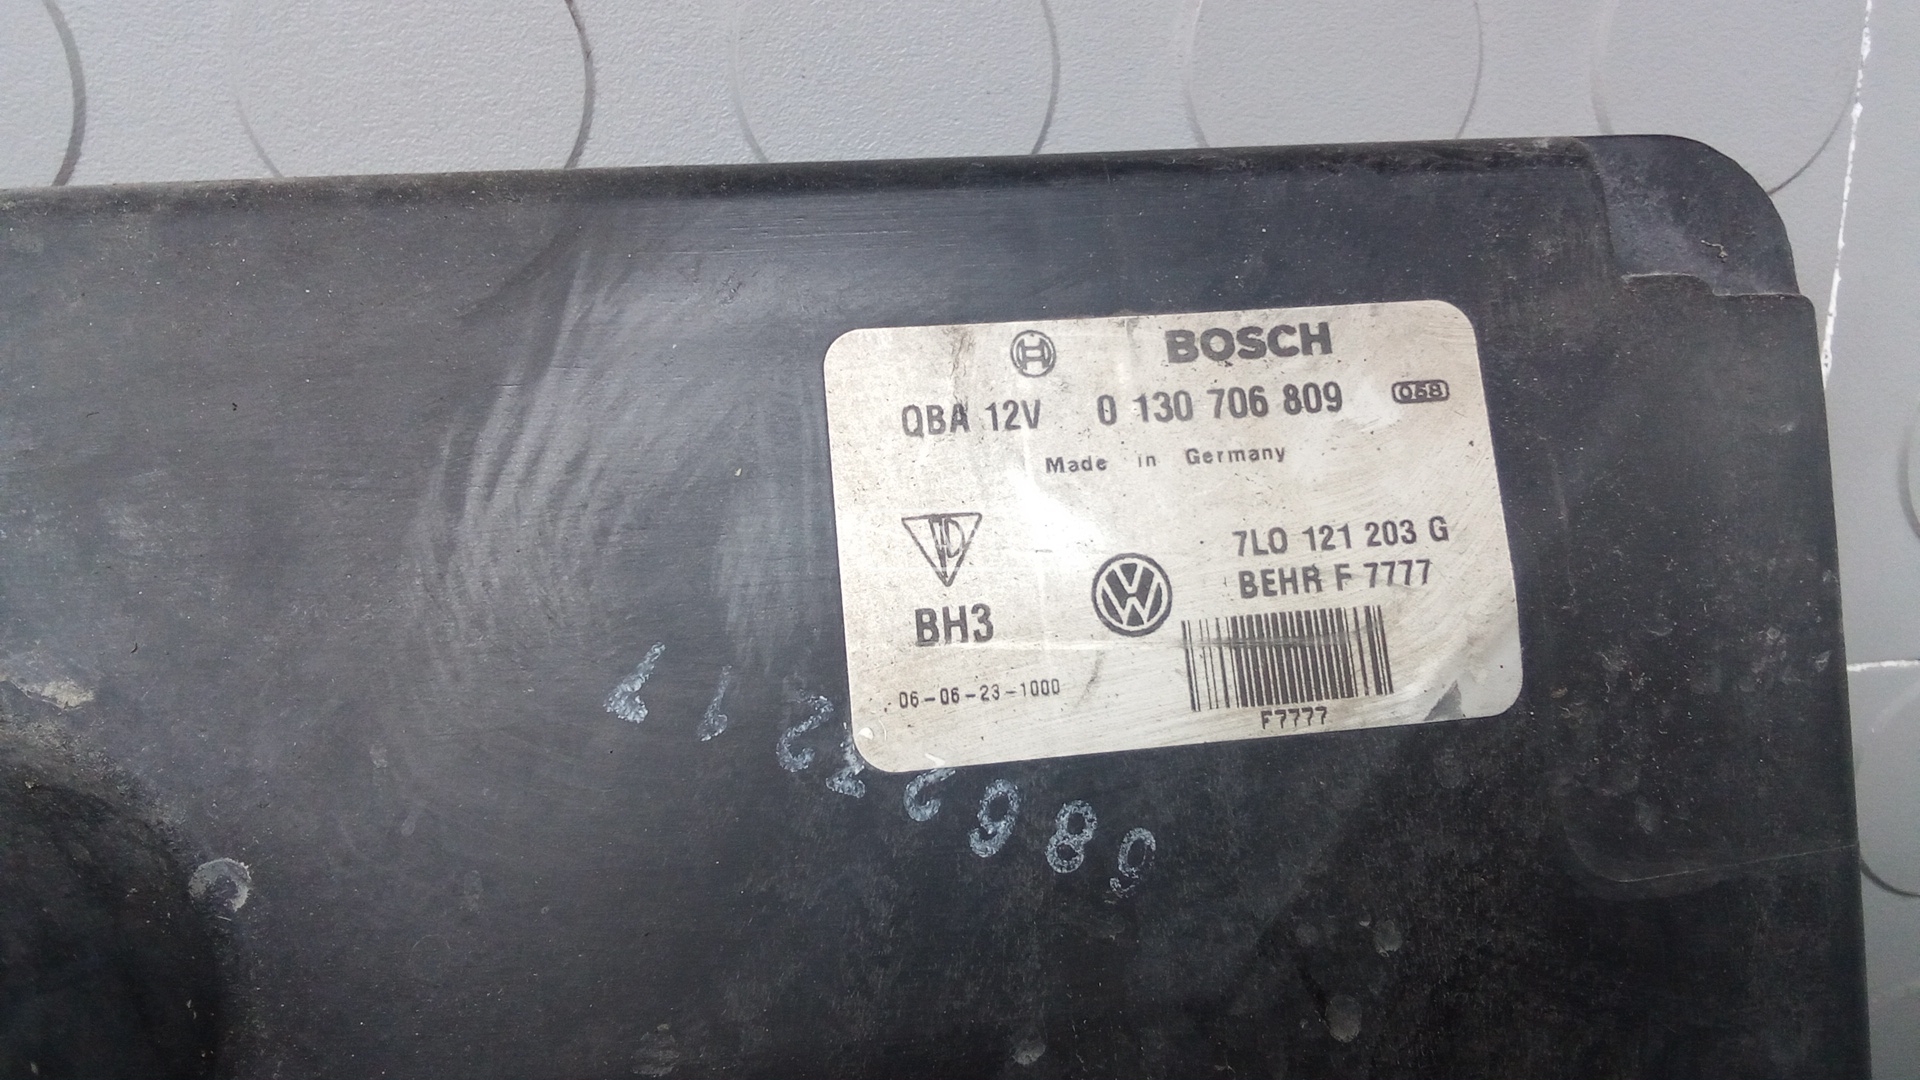 BOSCH
QBA 12V 0 130 706 809 068
Made in Germany
7L0 121 203 G
BEHR F 7777
BH3
06-06-23-1000
F7777